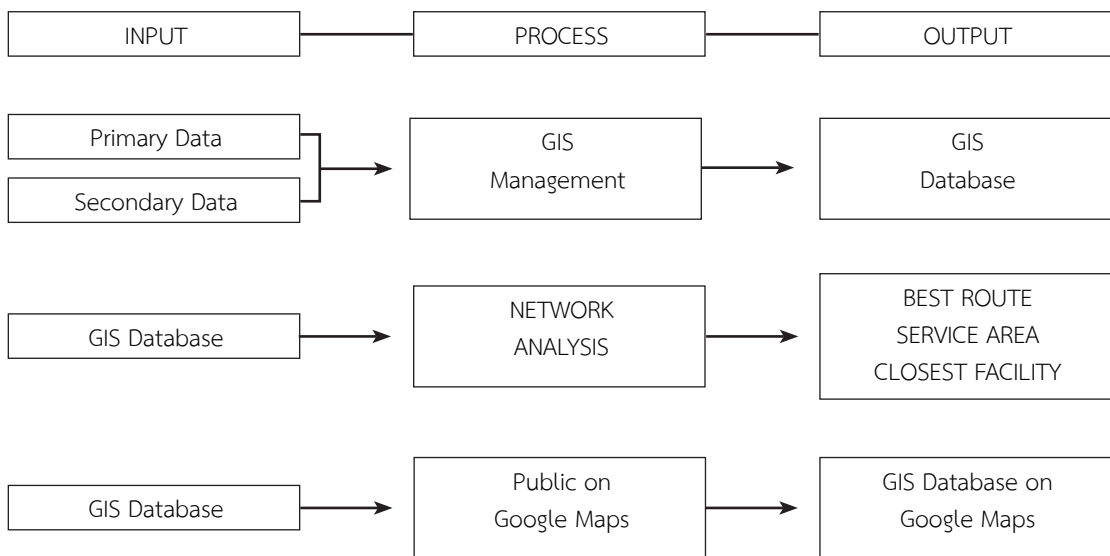 INPUT
PROCESS
OUTPUT
Primary Data
Secondary Data
GIS
Management
GIS
Database
GIS Database
NETWORK
ANALYSIS
BEST ROUTE
SERVICE AREA
CLOSEST FACILITY
GIS Database
Public on
Google Maps
GIS Database on
Google Maps